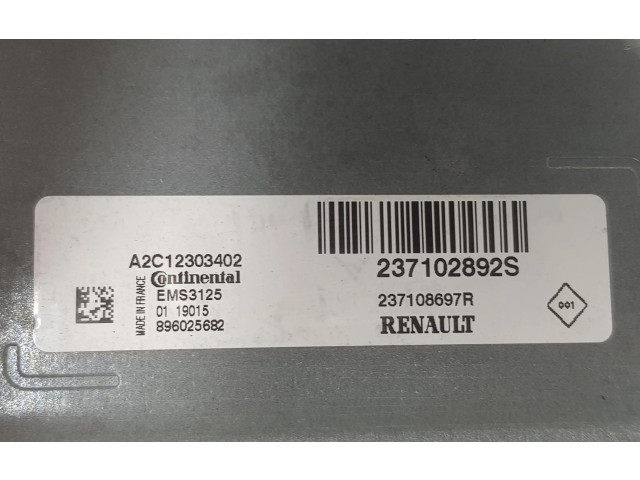 A2C12303402
Continental
MADE IN FRANCE
EMS3125
01 19015
896025682
237102892S
237108697R
RENAULT
001